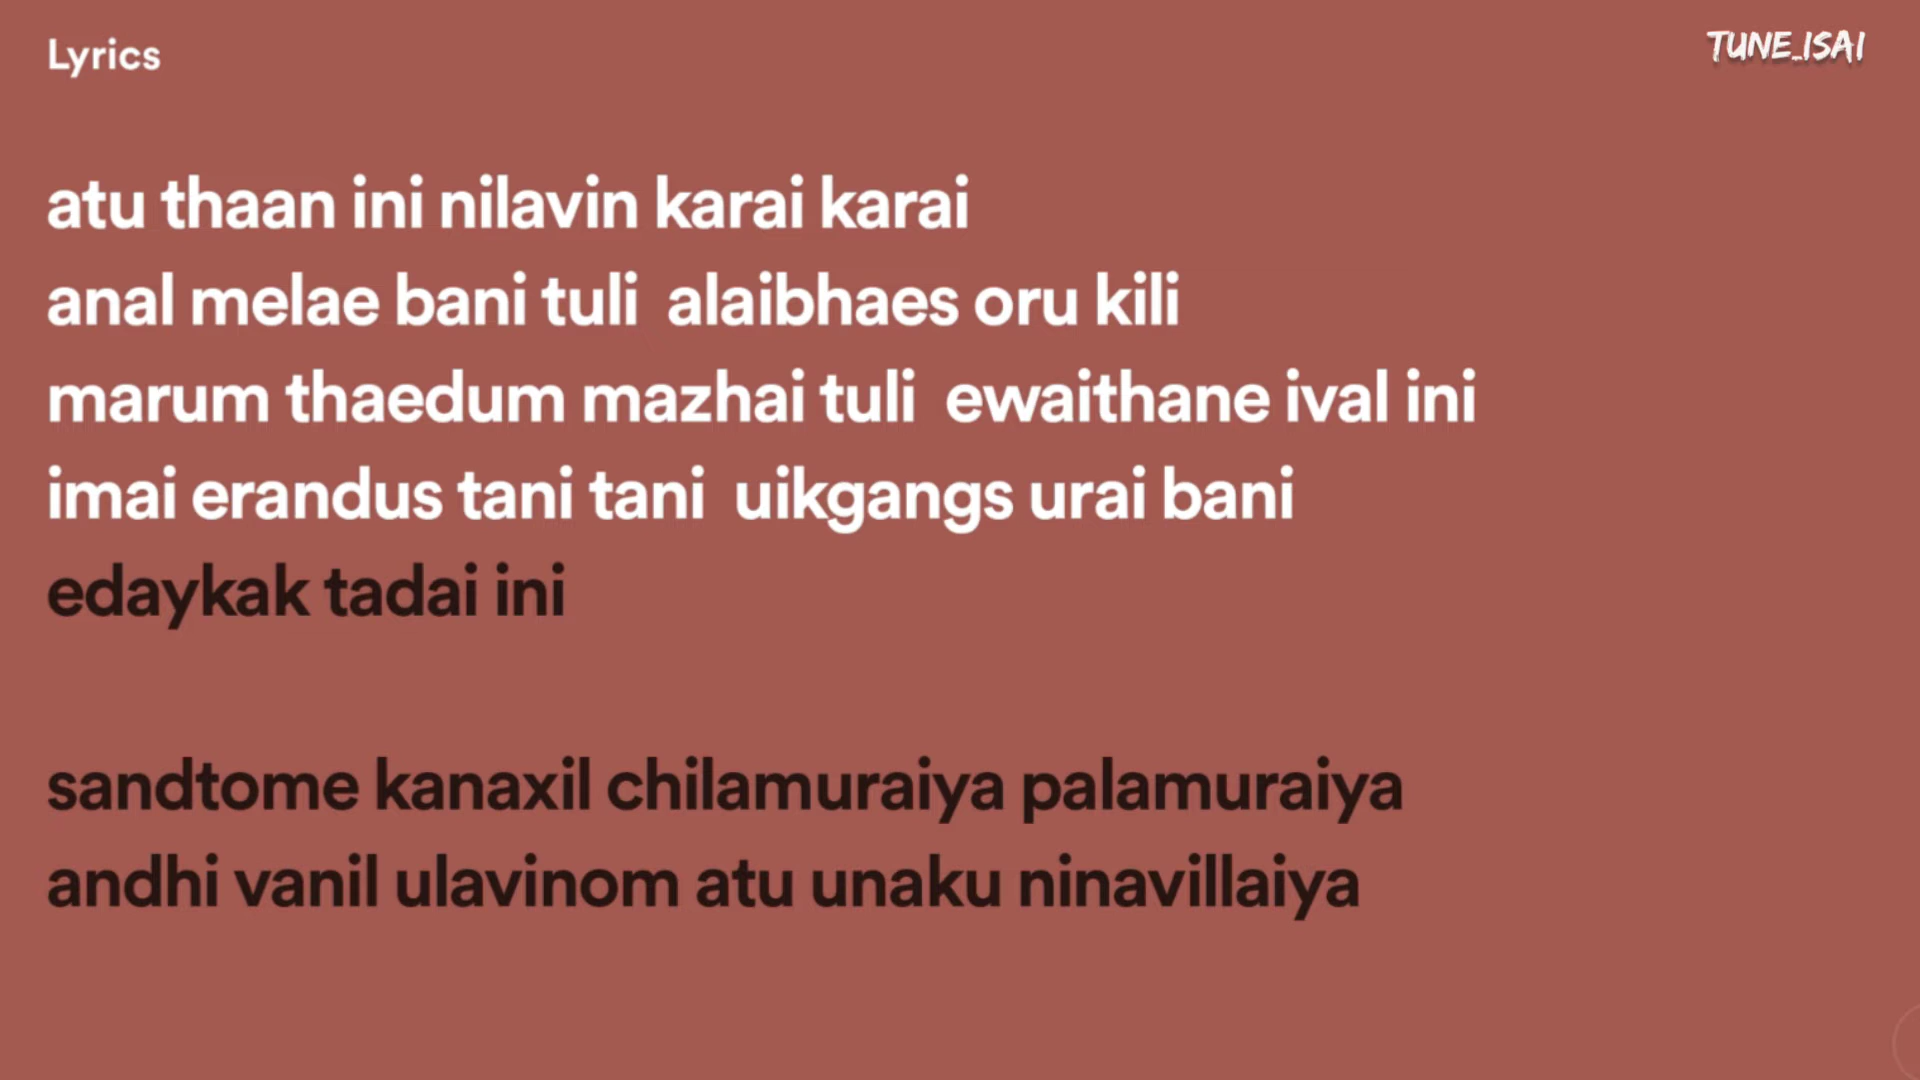 Lyrics
TUNE_ISAI
atu thaan ini nilavin karai karai
anal melae bani tuli  alaibhaes oru kili
marum thaedum mazhai tuli  ewaithane ival ini
imai erandus tani tani  uikgangs urai bani
edaykak tadai ini
sandtome kanaxil chilamuraiya palamuraiya
andhi vanil ulavinom atu unaku ninavillaiya